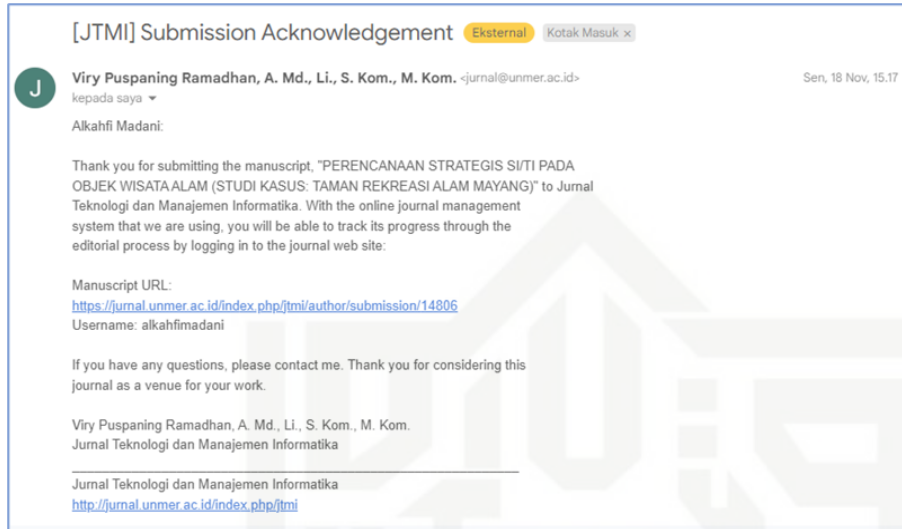 [JTMI] Submission Acknowledgement Eksternal Kotak Masuk ×
J
Viry Puspaning Ramadhan, A. Md., Li., S. Kom., M. Kom. <jurnal@unmer.ac.id> Sen, 18 Nov, 15.17
kepada saya
Alkahfi Madani:
Thank you for submitting the manuscript, "PERENCANAAN STRATEGIS SI/TI PADA
OBJEK WISATA ALAM (STUDI KASUS: TAMAN REKREASI ALAM MAYANG)" to Jurnal
Teknologi dan Manajemen Informatika. With the online journal management
system that we are using, you will be able to track its progress through the
editorial process by logging in to the journal web site:
Manuscript URL:
https://jurnal.unmer.ac.id/index.php/jtmi/author/submission/14806
Username: alkahfimadani
If you have any questions, please contact me. Thank you for considering this
journal as a venue for your work.
Viry Puspaning Ramadhan, A. Md., Li., S. Kom., M. Kom.
Jurnal Teknologi dan Manajemen Informatika
Jurnal Teknologi dan Manajemen Informatika
http://jurnal.unmer.ac.id/index.php/jtmi